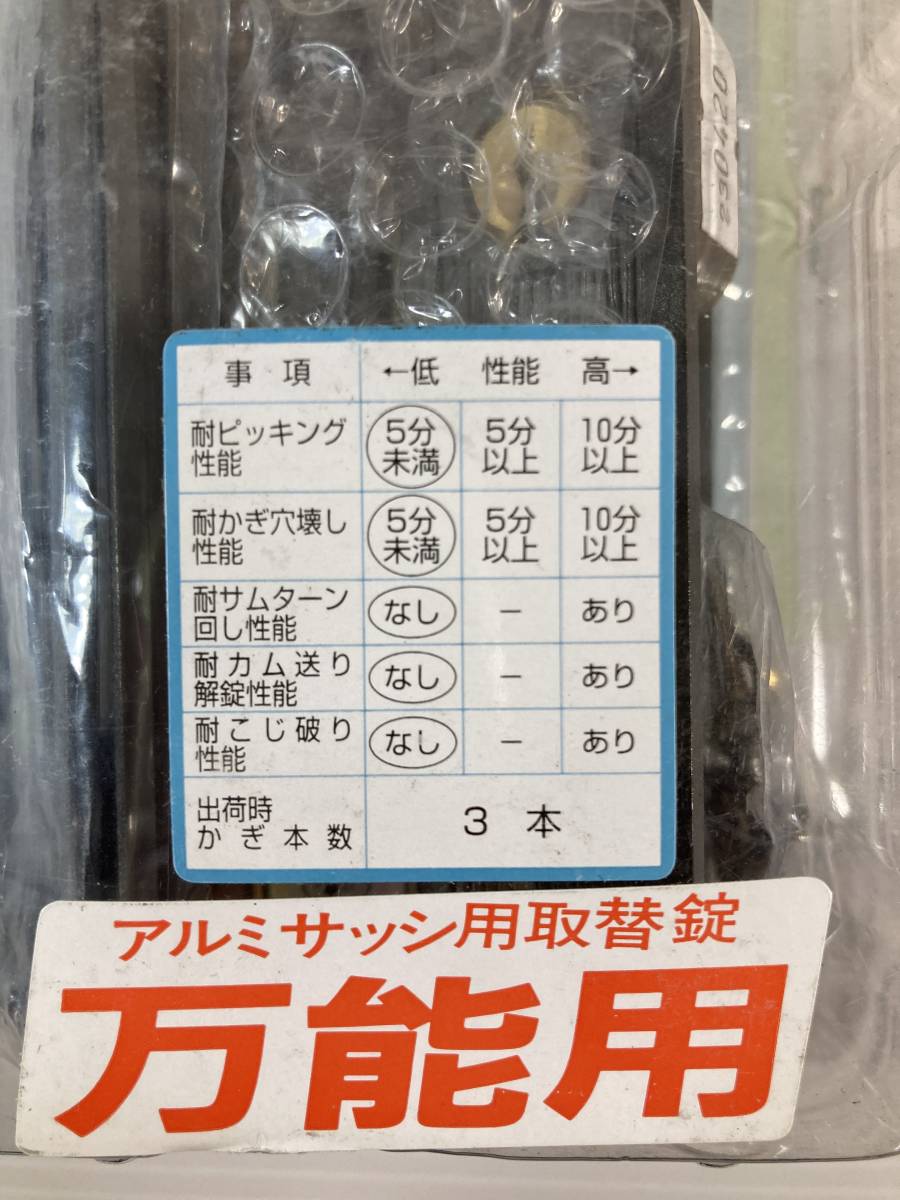 事 項 ←低 性能 高→
耐ピッキング
性能
5分
未満
5分
以上
10分
以上
耐かぎ穴壊し
性能
5分
未満
5分
以上
10分
以上
耐サムターン
回し性能
なし － あり
耐カム送り
解錠性能
なし － あり
耐こじ破り
性能
なし － あり
出荷時
かぎ本数
3 本
アルミサッシ用取替錠
万能用